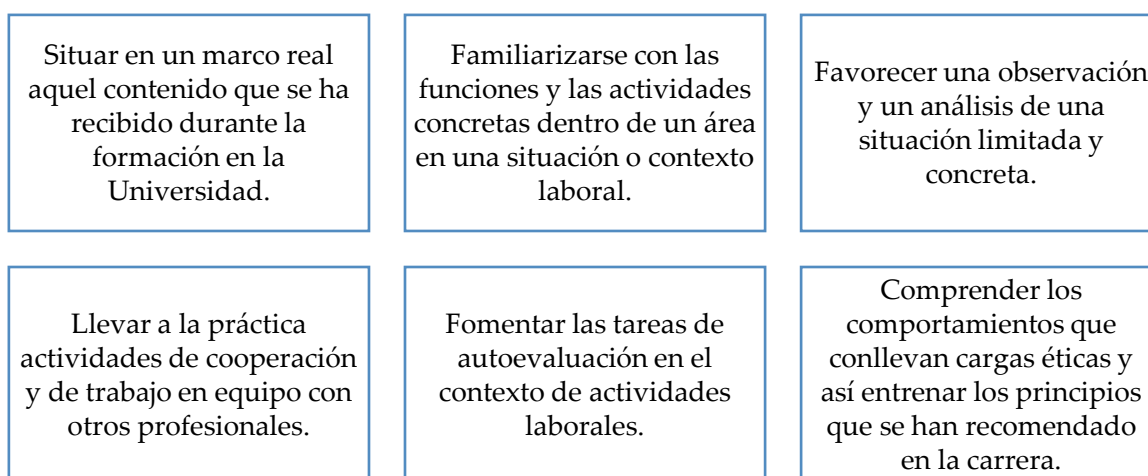 Situar en un marco real
aquel contenido que se ha
recibido durante la
formación en la
Universidad.
Familiarizarse con las
funciones y las actividades
concretas dentro de un área
en una situación o contexto
laboral.
Favorecer una observación
y un análisis de una
situación limitada y
concreta.
Llevar a la práctica
actividades de cooperación
y de trabajo en equipo con
otros profesionales.
Fomentar las tareas de
autoevaluación en el
contexto de actividades
laborales.
Comprender los
comportamientos que
conllevan cargas éticas y
así entrenar los principios
que se han recomendado
en la carrera.